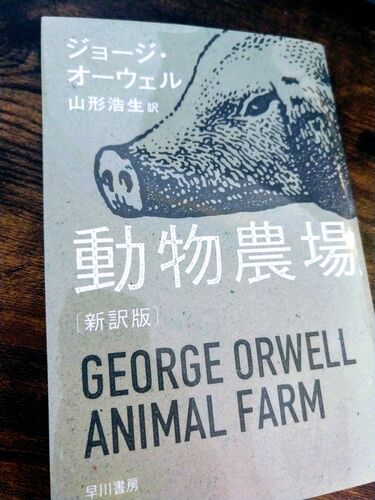 ジョージ・
オーウェル
山形浩生 訳
動物農場
〔新訳版〕
GEORGE ORWELL
ANIMAL FARM
早川書房